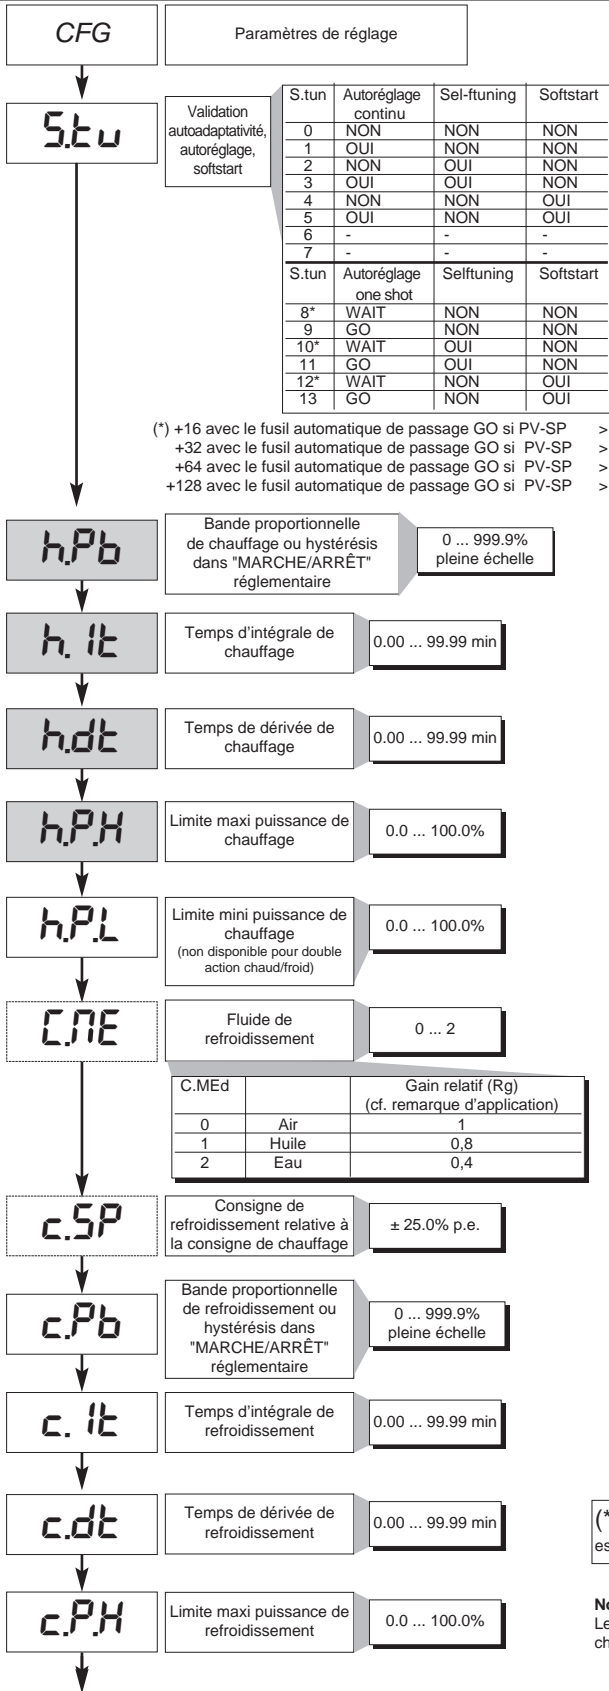 CFG
Paramètres de réglage
S.tu
Validation
autoadaptativité,
autoréglage,
softstart
S.tun Autoréglage Sel-ftuning Softstart
continu
0 NON NON NON
1 OUI NON NON
2 NON OUI NON
3 OUI OUI NON
4 NON NON OUI
5 OUI NON OUI
6 - - -
7 - - -
S.tun Autoréglage Selftuning Softstart
one shot
8* WAIT NON NON
9 GO NON NON
10* WAIT OUI NON
11 GO OUI NON
12* WAIT NON OUI
13 GO NON OUI
(*) +16 avec le fusil automatique de passage GO si PV-SP >
+32 avec le fusil automatique de passage GO si PV-SP >
+64 avec le fusil automatique de passage GO si PV-SP >
+128 avec le fusil automatique de passage GO si PV-SP >
h.Pb
Bande proportionnelle
de chauffage ou hystérésis
dans "MARCHE/ARRÊT"
réglementaire
0 ... 999.9%
pleine échelle
h. It
Temps d'intégrale de
chauffage
0.00 ... 99.99 min
h.dt
Temps de dérivée de
chauffage
0.00 ... 99.99 min
h.P.H
Limite maxi puissance de
chauffage
0.0 ... 100.0%
h.P.L
Limite mini puissance de
chauffage
(non disponible pour double
action chaud/froid)
0.0 ... 100.0%
C.ME
Fluide de
refroidissement
0 ... 2
C.MEd Gain relatif (Rg)
(cf. remarque d'application)
0 Air 1
1 Huile 0,8
2 Eau 0,4
c.SP
Consigne de
refroidissement relative à
la consigne de chauffage
± 25.0% p.e.
c.Pb
Bande proportionnelle
de refroidissement ou
hystérésis dans
"MARCHE/ARRÊT"
réglementaire
0 ... 999.9%
pleine échelle
c. It
Temps d'intégrale de
refroidissement
0.00 ... 99.99 min
c.dt
Temps de dérivée de
refroidissement
0.00 ... 99.99 min
(*
es
c.P.H
Limite maxi puissance de
refroidissement
0.0 ... 100.0%
No
Le
ch